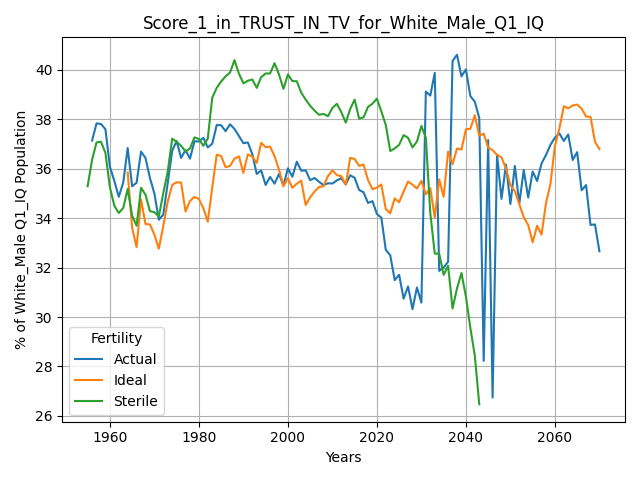 Score_1_in_TRUST_IN_TV_for_White_Male_Q1_IQ
% of White_Male Q1_IQ Population
40
38
36
34
32
30
28
26
Fertility
Actual
Ideal
Sterile
1960 1980 2000 2020 2040 2060
Years